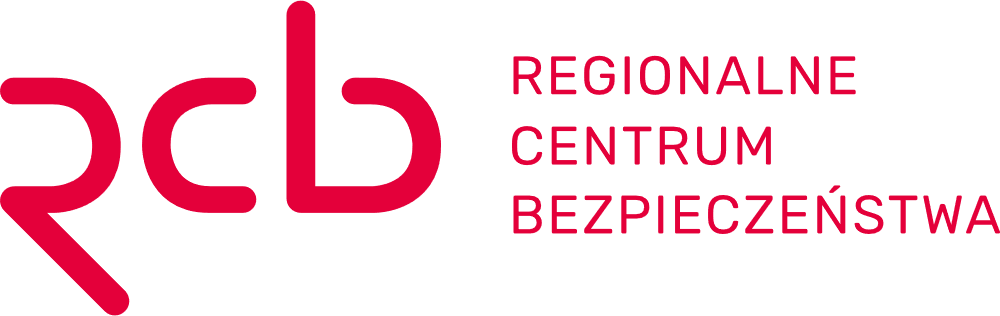 rcb
REGIONALNE
CENTRUM
BEZPIECZEŃSTWA